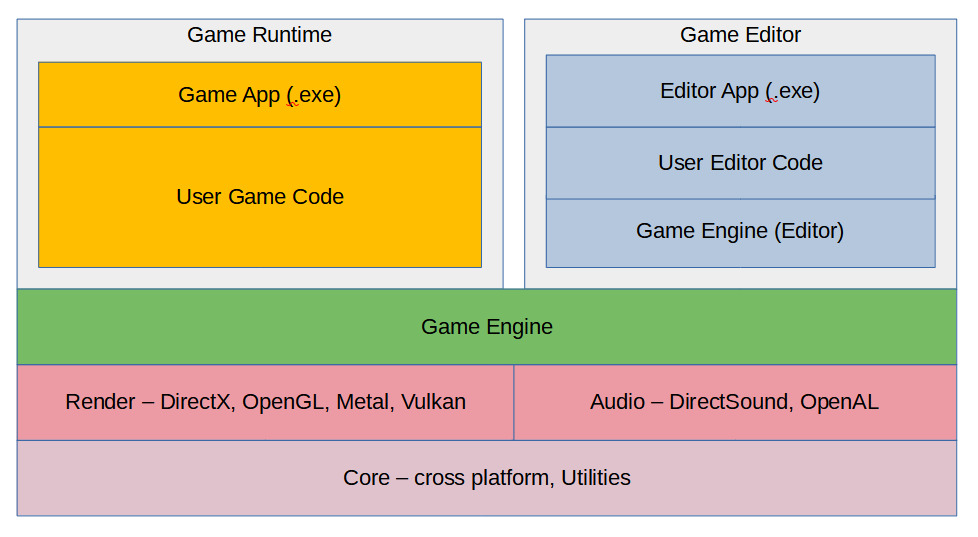 Game Runtime
Game App (.exe)
User Game Code
Game Editor
Editor App (.exe)
User Editor Code
Game Engine (Editor)
Game Engine
Render – DirectX, OpenGL, Metal, Vulkan
Audio – DirectSound, OpenAL
Core – cross platform, Utilities